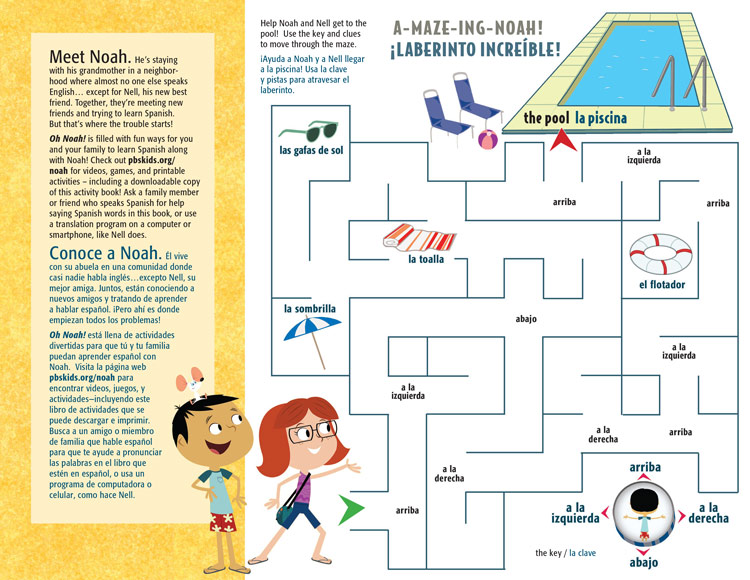 Meet Noah. He's staying
with his grandmother in a neighbor-
hood where almost no one else speaks
English… except for Nell, his new best
friend. Together, they're meeting new
friends and trying to learn Spanish.
But that's where the trouble starts!
Oh Noah! is filled with fun ways for you
and your family to learn Spanish along
with Noah! Check out pbskids.org/
noah for videos, games, and printable
activities – including a downloadable copy
of this activity book! Ask a family member
or friend who speaks Spanish for help
saying Spanish words in this book, or use
a translation program on a computer or
smartphone, like Nell does.
Conoce a Noah. Él vive
con su abuela en una comunidad donde
casi nadie habla inglés…excepto Nell, su
mejor amiga. Juntos, están conociendo a
nuevos amigos y tratando de aprender
a hablar español. ¡Pero ahí es donde
empiezan todos los problemas!
Oh Noah! está llena de actividades
divertidas para que tú y tu familia
puedan aprender español con
Noah. Visita la página web
pbskids.org/noah para
encontrar videos, juegos, y
actividades—incluyendo este
libro de actividades que se
puede descargar e imprimir.
Busca a un amigo o miembro
de familia que hable español
para que te ayude a pronunciar
las palabras en el libro que
estén en español, o usa un
programa de computadora o
celular, como hace Nell.
Help Noah and Nell get to the
pool! Use the key and clues
to move through the maze.
¡Ayuda a Noah y a Nell llegar
a la piscina! Usa la clave
y pistas para atravesar el
laberinto.
A-MAZE-ING-NOAH!
¡LABERINTO INCREÍBLE!
the pool la piscina
las gafas de sol
a la
izquierda
arriba
arriba
la toalla
el flotador
la sombrilla
abajo
a la
izquierda
a la
izquierda
a la
derecha
arriba
a la
derecha
arriba
arriba
a la
izquierda
a la
derecha
abajo
the key / la clave